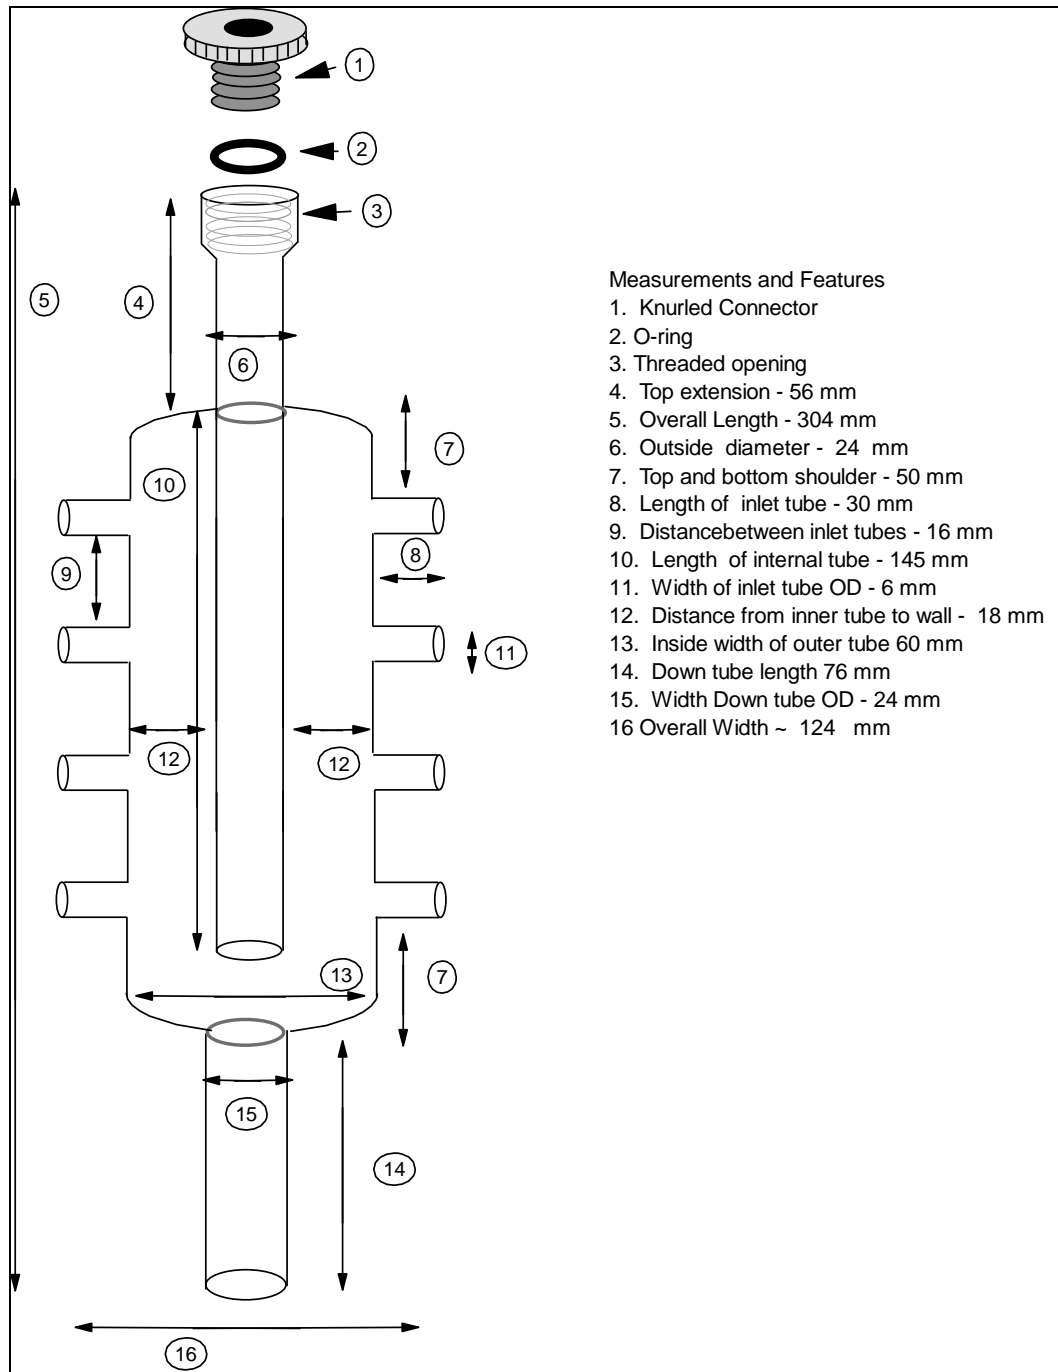 1
2
3
4
5
6
7
10
8
9
11
12
12
13
7
15
14
16
Measurements and Features
1. Knurled Connector
2. O-ring
3. Threaded opening
4. Top extension - 56 mm
5. Overall Length - 304 mm
6. Outside diameter - 24 mm
7. Top and bottom shoulder - 50 mm
8. Length of inlet tube - 30 mm
9. Distancebetween inlet tubes - 16 mm
10. Length of internal tube - 145 mm
11. Width of inlet tube OD - 6 mm
12. Distance from inner tube to wall - 18 mm
13. Inside width of outer tube 60 mm
14. Down tube length 76 mm
15. Width Down tube OD - 24 mm
16 Overall Width ~ 124 mm